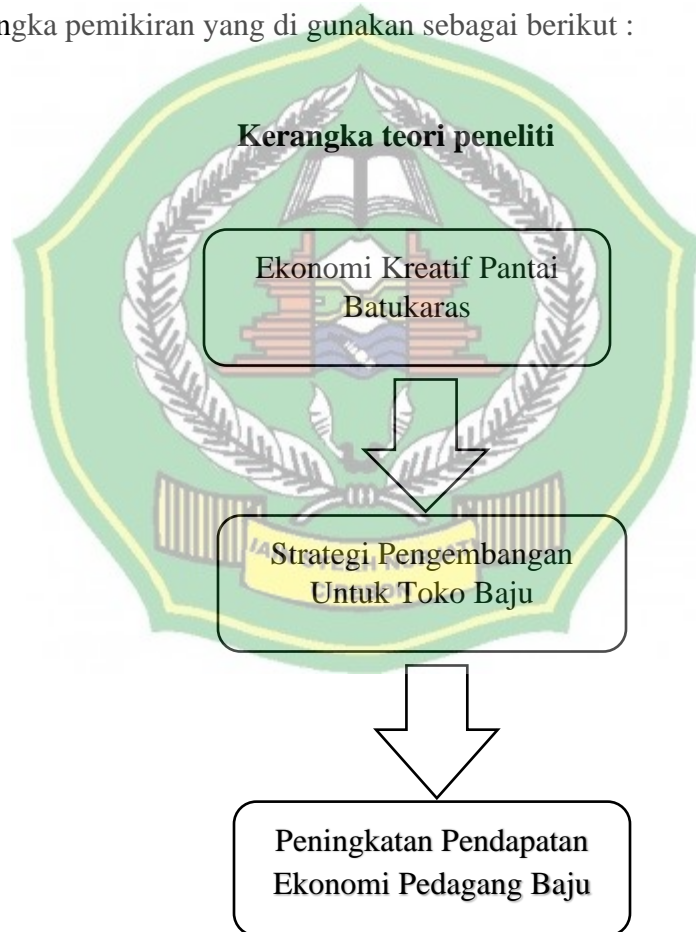 ngka pemikiran yang di gunakan sebagai berikut :
Kerangka teori peneliti
Ekonomi Kreatif Pantai
Batukaras
Strategi Pengembangan
Untuk Toko Baju
Peningkatan Pendapatan
Ekonomi Pedagang Baju